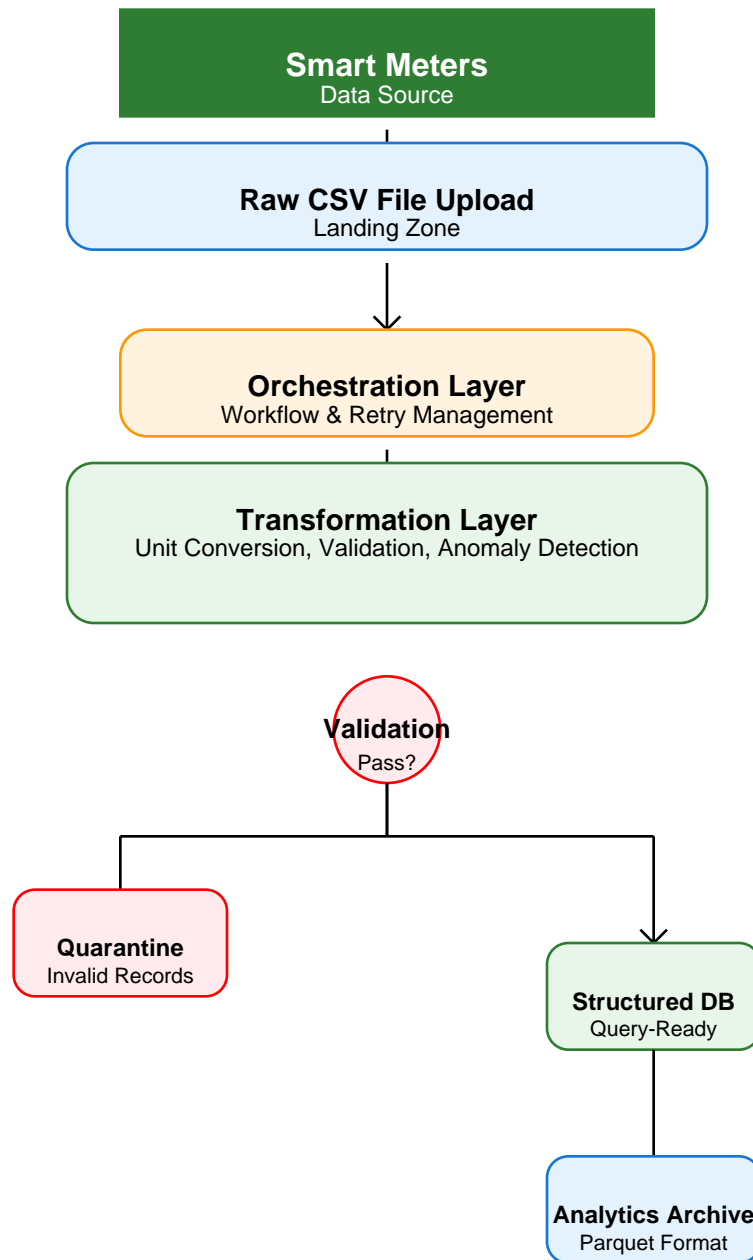 Smart Meters
Data Source
Raw CSV File Upload
Landing Zone
Orchestration Layer
Workflow & Retry Management
Transformation Layer
Unit Conversion, Validation, Anomaly Detection
Validation
Pass?
Quarantine
Invalid Records
Structured DB
Query-Ready
Analytics Archive
Parquet Format